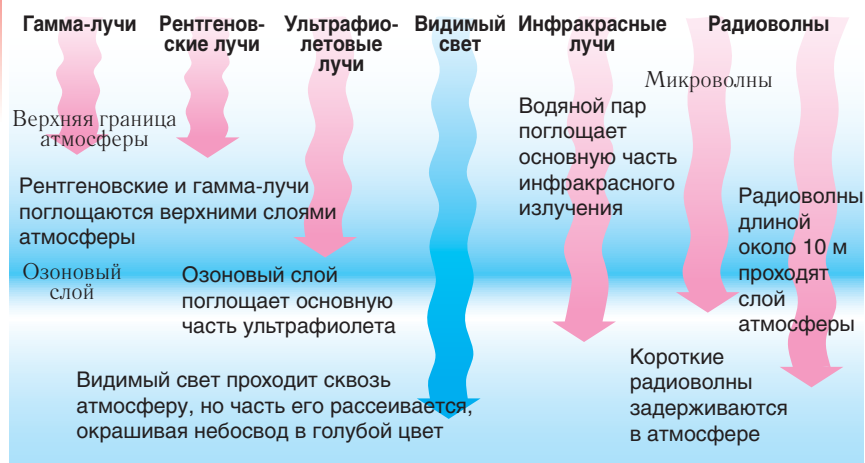 Гамма-лучи
Рентгенов-
ские лучи
Ультрафио-
летовые
лучи
Видимый
свет
Инфракрасные
лучи
Радиоволны
Микроволны
Верхняя граница
атмосферы
Водяной пар
поглощает
основную часть
инфракрасного
излучения
Рентгеновские и гамма-лучи
поглощаются верхними слоями
атмосферы
Радиоволны
длиной
около 10 м
проходят
слой
атмосферы
Озоновый
слой
Озоновый слой
поглощает основную
часть ультрафиолета
Короткие
радиоволны
задерживаются
в атмосфере
Видимый свет проходит сквозь
атмосферу, но часть его рассеивается,
окрашивая небосвод в голубой цвет